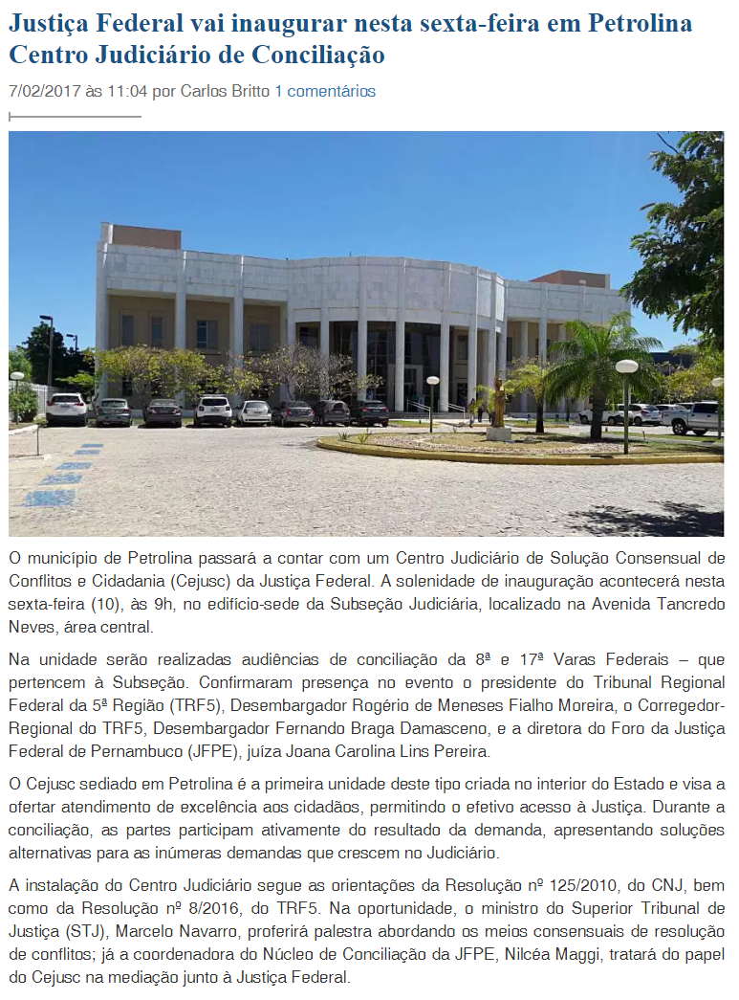 Justiça Federal vai inaugurar nesta sexta-feira em Petrolina
Centro Judiciário de Conciliação
7/02/2017 às 11:04 por Carlos Britto 1 comentários
O município de Petrolina passará a contar com um Centro Judiciário de Solução Consensual de
Conflitos e Cidadania (Cejusc) da Justiça Federal. A solenidade de inauguração acontecerá nesta
sexta-feira (10), às 9h, no edifício-sede da Subseção Judiciária, localizado na Avenida Tancredo
Neves, área central.
Na unidade serão realizadas audiências de conciliação da 8ª e 17ª Varas Federais – que
pertencem à Subseção. Confirmaram presença no evento o presidente do Tribunal Regional
Federal da 5ª Região (TRF5), Desembargador Rogério de Meneses Fialho Moreira, o Corregedor-
Regional do TRF5, Desembargador Fernando Braga Damasceno, e a diretora do Foro da Justiça
Federal de Pernambuco (JFPE), juíza Joana Carolina Lins Pereira.
O Cejusc sediado em Petrolina é a primeira unidade deste tipo criada no interior do Estado e visa a
ofertar atendimento de excelência aos cidadãos, permitindo o efetivo acesso à Justiça. Durante a
conciliação, as partes participam ativamente do resultado da demanda, apresentando soluções
alternativas para as inúmeras demandas que crescem no Judiciário.
A instalação do Centro Judiciário segue as orientações da Resolução nº 125/2010, do CNJ, bem
como da Resolução nº 8/2016, do TRF5. Na oportunidade, o ministro do Superior Tribunal de
Justiça (STJ), Marcelo Navarro, proferirá palestra abordando os meios consensuais de resolução
de conflitos; já a coordenadora do Núcleo de Conciliação da JFPE, Nilcéa Maggi, tratará do papel
do Cejusc na mediação junto à Justiça Federal.